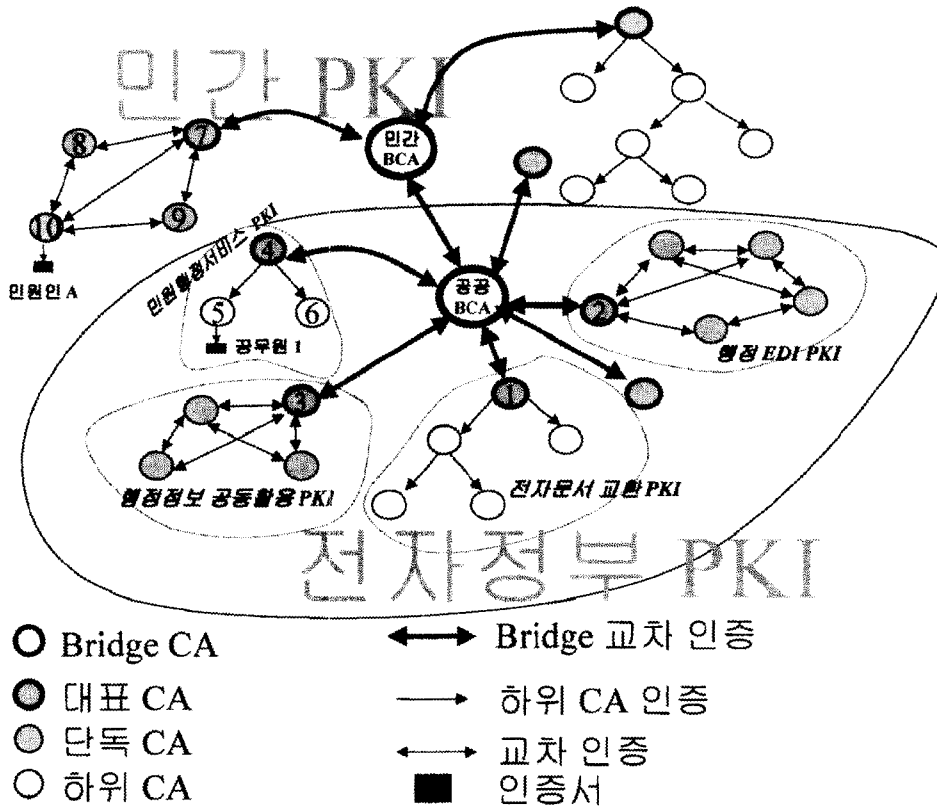 민간 PKI
민간
BCA
7
8
9
10
민원인 A
민원행정서비스 PKI
4
5
6
공무원 1
공공
BCA
2
행정 EDI PKI
3
행정정보 공동활용 PKI
1
전자문서 교환 PKI
전자정부 PKI
Bridge CA
Bridge 교차 인증
대표 CA
하위 CA 인증
단독 CA
교차 인증
하위 CA
인증서